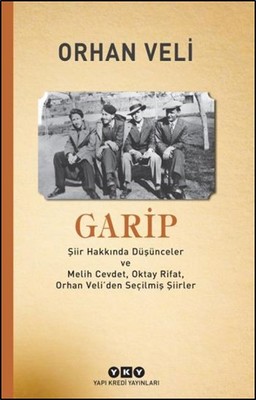 ORHAN VELİ
GARİP
Şiir Hakkında Düşünceler
ve
Melih Cevdet, Oktay Rifat,
Orhan Veli'den Seçilmiş Şiirler
YKY
YAPI KREDİ YAYINLARI